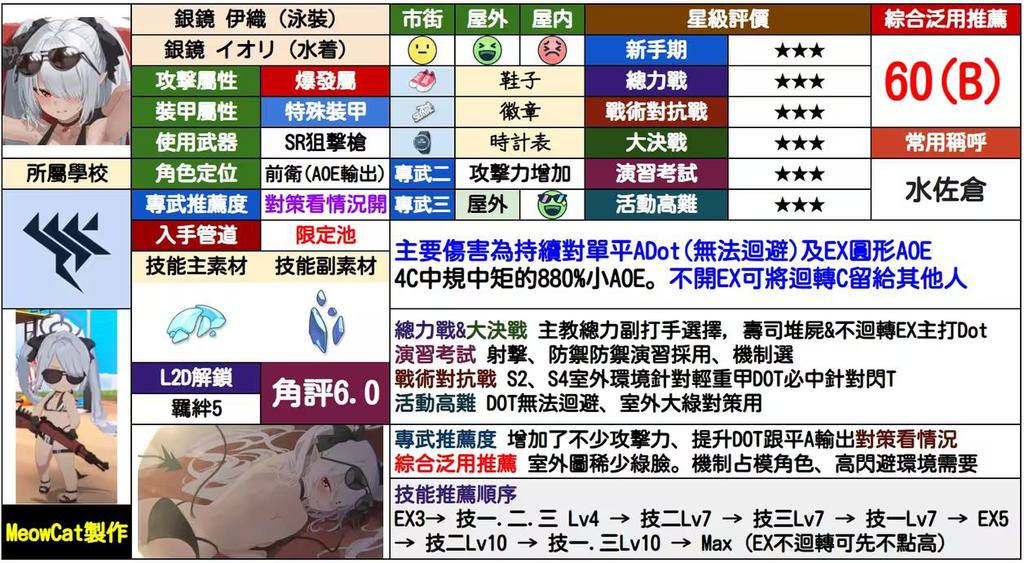 銀鏡 伊織 (泳裝)
市街 屋外 屋内 星級評價 綜合泛用推薦
銀鏡 イオリ (水着)
新手期 ★★★
60(B)
攻擊屬性 爆發屬 鞋子 總力戰 ★★★
裝甲屬性 特殊裝甲 徽章 戰術對抗戰 ★★★
使用武器 SR狙擊槍 時計表 大決戰 ★★★ 常用稱呼
所屬學校 角色定位 前衛(AOE輸出) 專武二 攻擊力增加 演習考試 ★★★
水佐倉
專武推薦度 對策看情況開 專武三 屋外 活動高難 ★★★
入手管道 限定池
主要傷害為持續對單平ADot(無法迴避)及EX圓形AOE
4C中規中矩的880%小AOE。不開EX可將迴轉C留給其他人
技能主素材 技能副素材
總力戰&大決戰 主教總力副打手選擇, 壽司堆屍&不迴轉EX主打Dot
演習考試 射擊、防禦防禦演習採用、機制選
戰術對抗戰 S2、S4室外環境針對輕重甲DOT必中針對閃T
活動高難 DOT無法迴避、室外大綠對策用
L2D解鎖
羈絆5
角評6.0
專武推薦度 增加了不少攻擊力、提升DOT跟平A輸出對策看情況
綜合泛用推薦 室外圖稀少綠臉。機制占模角色、高閃避環境需要
技能推薦順序
EX3→ 技一.二.三 Lv4 → 技二Lv7 → 技三Lv7 → 技一Lv7 → EX5
→ 技二Lv10 → 技一.三Lv10 → Max (EX不迴轉可先不點高)
MeowCat製作